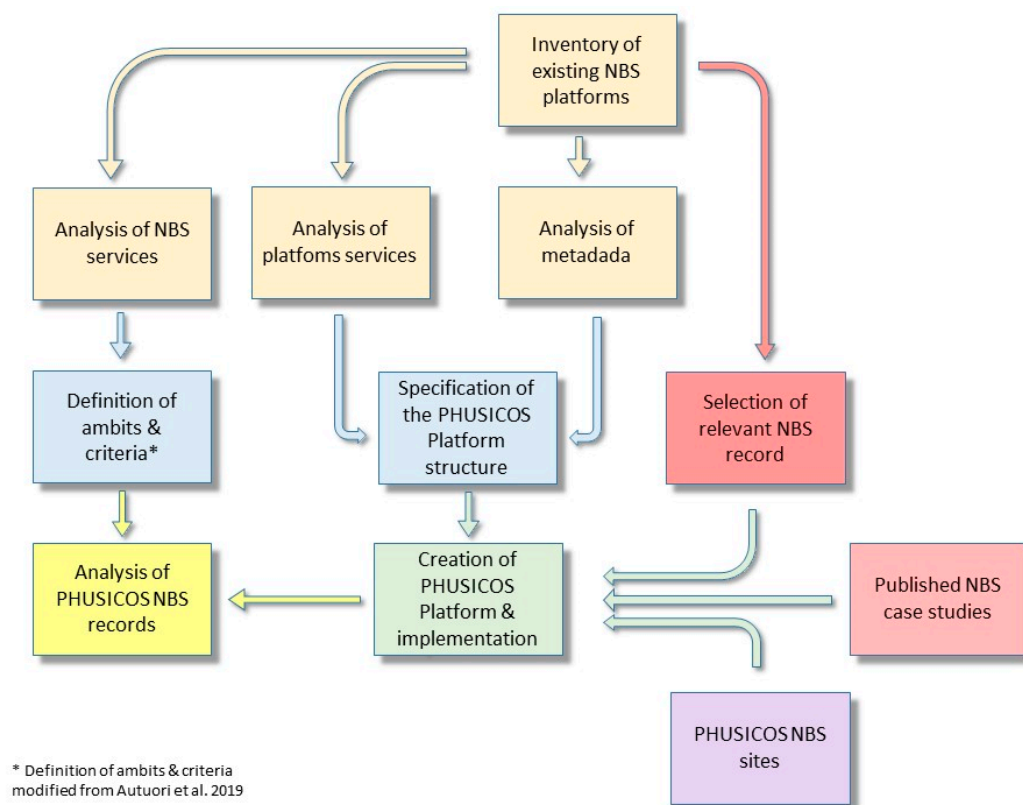 Inventory of
existing NBS
platforms
Analysis of NBS
services
Analysis of
platfoms services
Analysis of
metadada
Definition of
ambits &
criteria*
Specification of
the PHUSICOS
Platform
structure
Selection of
relevant NBS
record
Analysis of
PHUSICOS NBS
records
Creation of
PHUSICOS
Platform &
implementation
Published NBS
case studies
PHUSICOS NBS
sites
* Definition of ambits & criteria
modified from Autuori et al. 2019